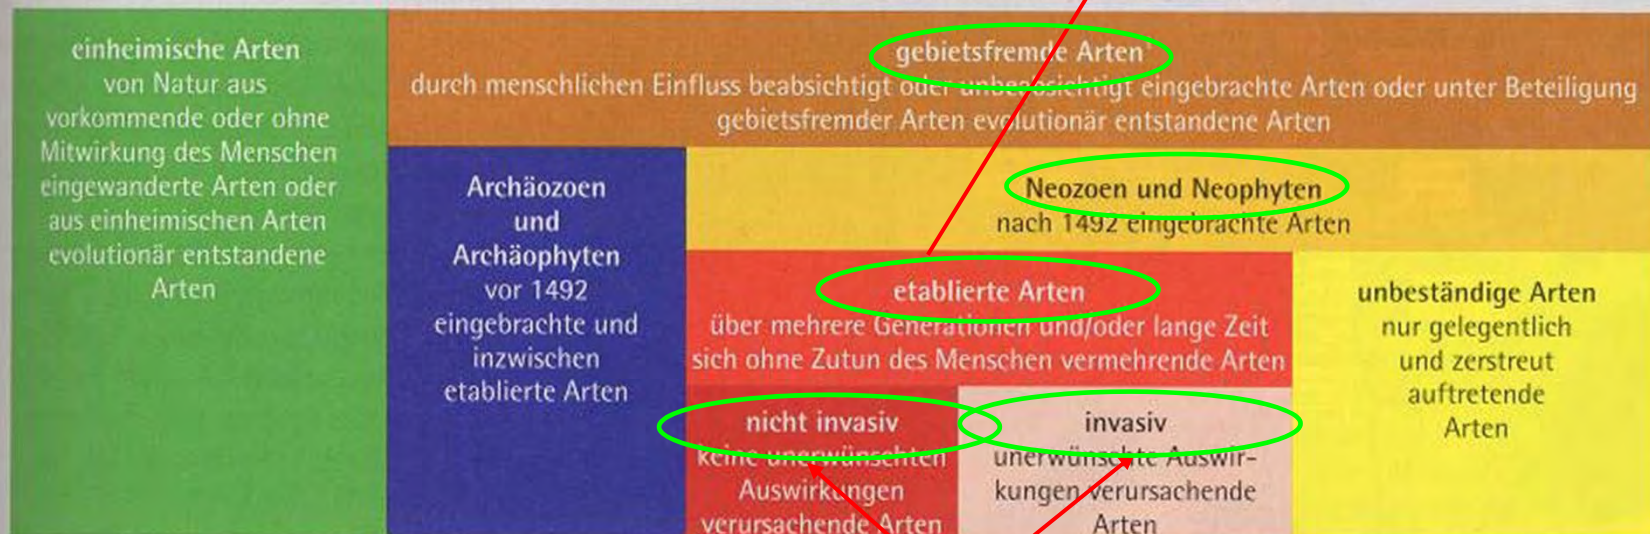 einheimische Arten
von Natur aus
vorkommende oder ohne
Mitwirkung des Menschen
eingewanderte Arten oder
aus einheimischen Arten
evolutionär entstandene
Arten
gebietsfremde Arten*
durch menschlichen Einfluss beabsichtigt oder unbeabsichtigt eingebrachte Arten oder unter Beteiligung
gebietsfremder Arten evolutionär entstandene Arten
Archäozoen
und
Archäophyten
vor 1492
eingebrachte und
inzwischen
etablierte Arten
Neozoen und Neophyten
nach 1492 eingebrachte Arten
etablierte Arten
über mehrere Generationen und/oder lange Zeit
sich ohne Zutun des Menschen vermehrende Arten
nicht invasiv
keine unerwünschten
Auswirkungen
verursachende Arten
invasiv
unerwünschte Auswir-
kungen verursachende
Arten
unbeständige Arten
nur gelegentlich
und zerstreut
auftretende
Arten